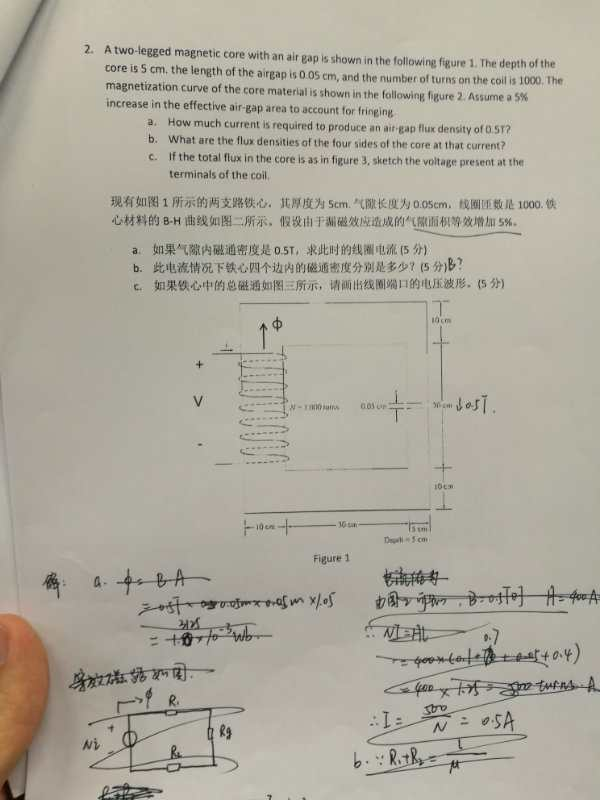 2. A two-legged magnetic core with an air gap is shown in the following figure 1. The depth of the
core is 5 cm. the length of the airgap is 0.05 cm, and the number of turns on the coil is 1000. The
magnetization curve of the core material is shown in the following figure 2. Assume a 5%
increase in the effective air-gap area to account for fringing.
a. How much current is required to produce an air-gap flux density of 0.5T?
b. What are the flux densities of the four sides of the core at that current?
c. If the total flux in the core is as in figure 3, sketch the voltage present at the
terminals of the coil.
现有如图 1 所示的两支路铁心，其厚度为 5cm. 气隙长度为 0.05cm，线圈匝数是 1000. 铁
心材料的 B-H 曲线如图二所示。假设由于漏磁效应造成的气隙面积等效增加 5%。
a. 如果气隙内磁通密度是 0.5T，求此时的线圈电流 (5 分)
b. 此电流情况下铁心四个边内的磁通密度分别是多少？(5 分) B?
c. 如果铁心中的总磁通如图三所示，请画出线圈端口的电压波形。(5 分)
10 cm
ϕ
i
+
V
-
N = 1000 turns
0.05 cm
30 cm
↓0.5T.
10 cm
10 cm
30 cm
5 cm
Depth = 5 cm
Figure 1
解:
a. ϕ = BA
等效磁路如图.
ϕ
R₁
+
Ni
-
Rg
R₂
∴ NI = Hl
0.7
∴ I = 500/N = 0.5A
b. ∵ R₁+R₂ = l/μ